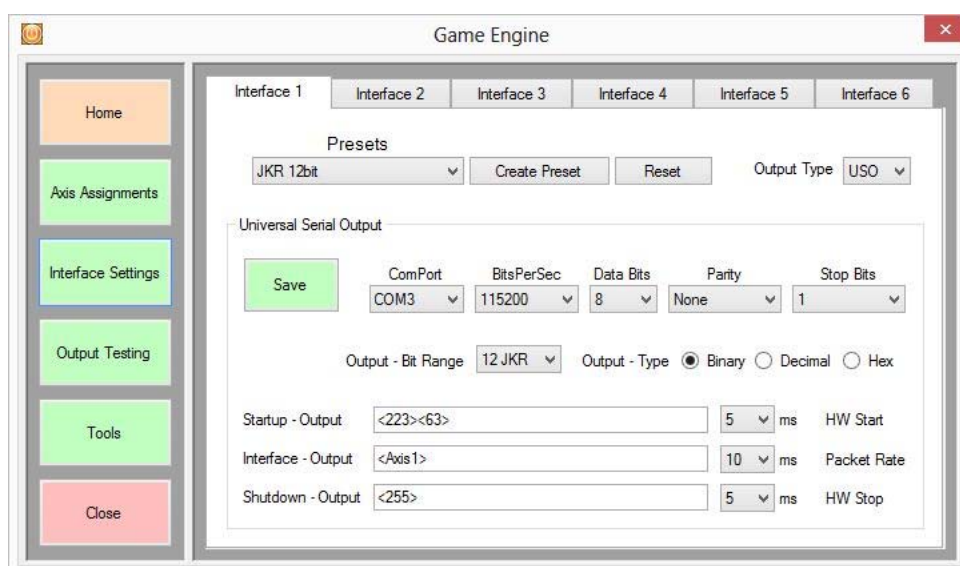 Game Engine
Home
Axis Assignments
Interface Settings
Output Testing
Tools
Close
Interface 1 Interface 2 Interface 3 Interface 4 Interface 5 Interface 6
Presets
JKR 12bit Create Preset Reset Output Type USO
Universal Serial Output
Save
ComPort BitsPerSec Data Bits Parity Stop Bits
COM3 115200 8 None 1
Output - Bit Range 12 JKR Output - Type Binary Decimal Hex
Startup - Output <223><63> 5 ms HW Start
Interface - Output <Axis1> 10 ms Packet Rate
Shutdown - Output <255> 5 ms HW Stop